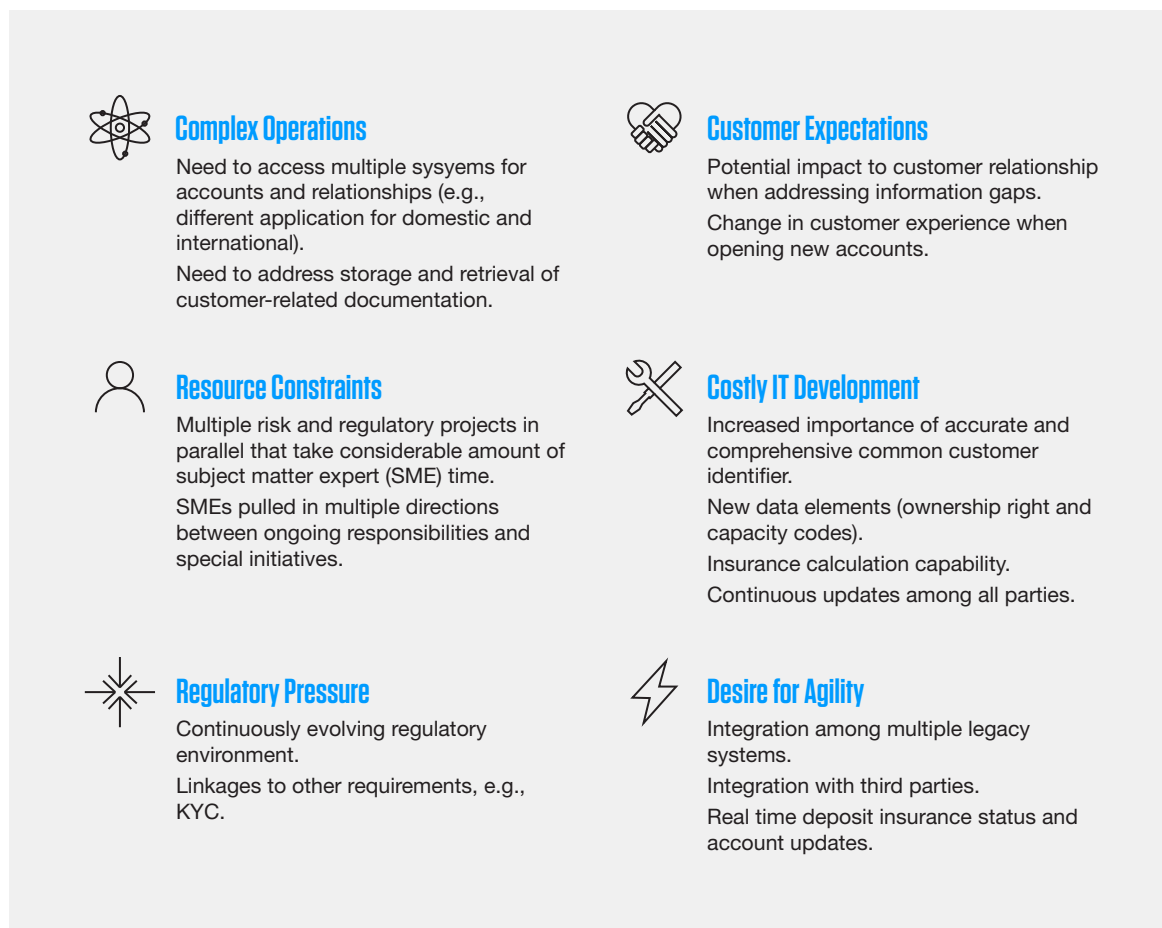 Complex Operations
Need to access multiple sysyems for
accounts and relationships (e.g.,
different application for domestic and
international).
Need to address storage and retrieval of
customer-related documentation.
Customer Expectations
Potential impact to customer relationship
when addressing information gaps.
Change in customer experience when
opening new accounts.
Resource Constraints
Multiple risk and regulatory projects in
parallel that take considerable amount of
subject matter expert (SME) time.
SMEs pulled in multiple directions
between ongoing responsibilities and
special initiatives.
Costly IT Development
Increased importance of accurate and
comprehensive common customer
identifier.
New data elements (ownership right and
capacity codes).
Insurance calculation capability.
Continuous updates among all parties.
Regulatory Pressure
Continuously evolving regulatory
environment.
Linkages to other requirements, e.g.,
KYC.
Desire for Agility
Integration among multiple legacy
systems.
Integration with third parties.
Real time deposit insurance status and
account updates.